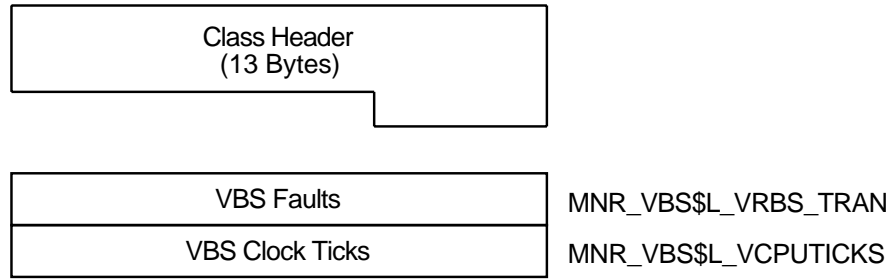 Class Header
(13 Bytes)
VBS Faults MNR_VBS$L_VRBS_TRAN
VBS Clock Ticks MNR_VBS$L_VCPUTICKS